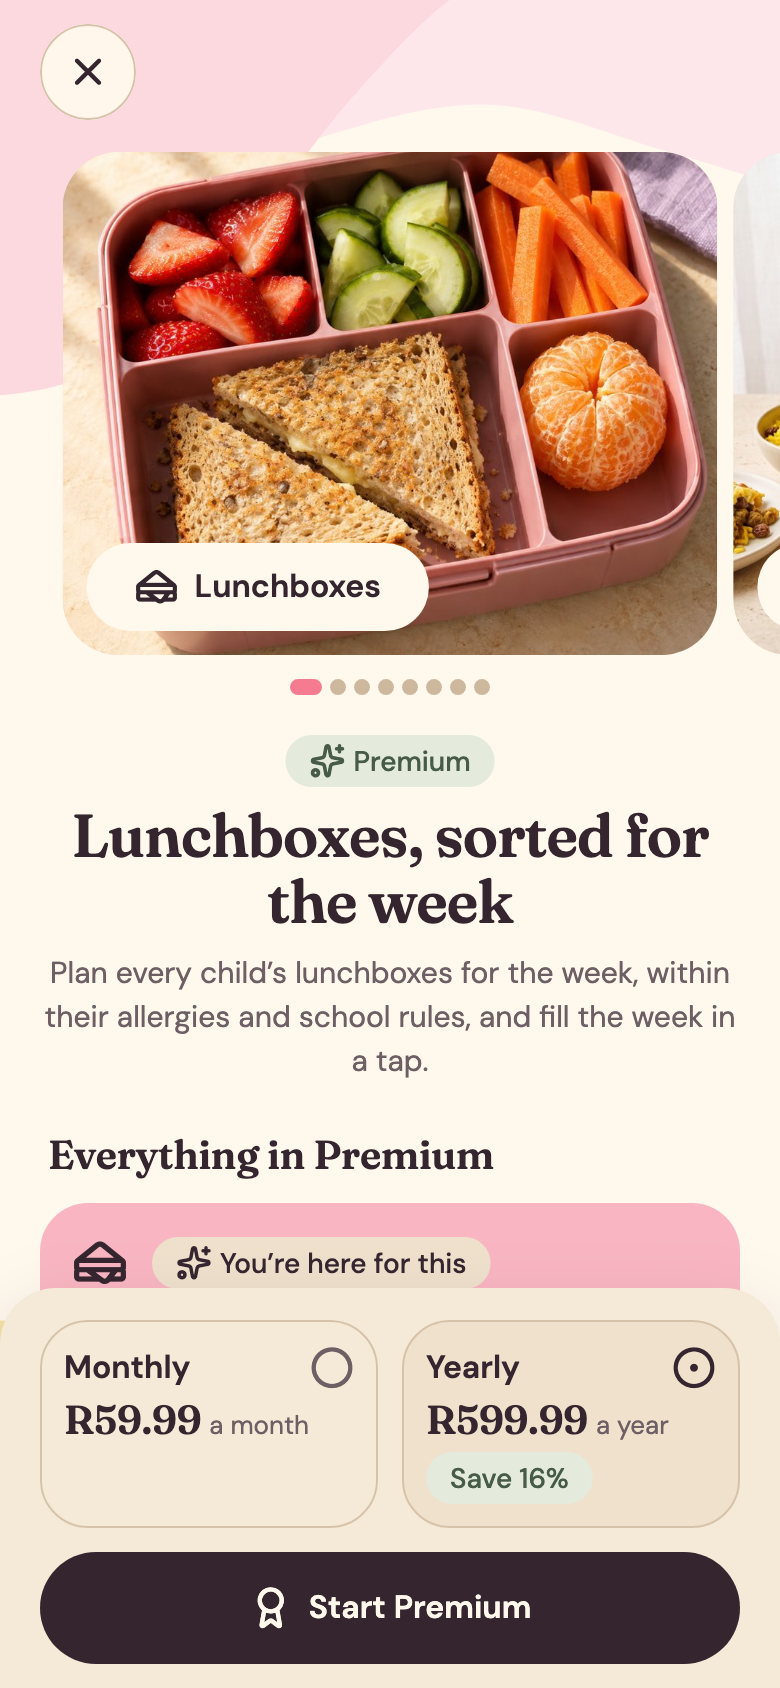 Lunchboxes
Premium
Lunchboxes, sorted for
the week
Plan every child’s lunchboxes for the week, within
their allergies and school rules, and fill the week in
a tap.
Everything in Premium
You’re here for this
Monthly
R59.99 a month
Yearly
R599.99 a year
Save 16%
Start Premium